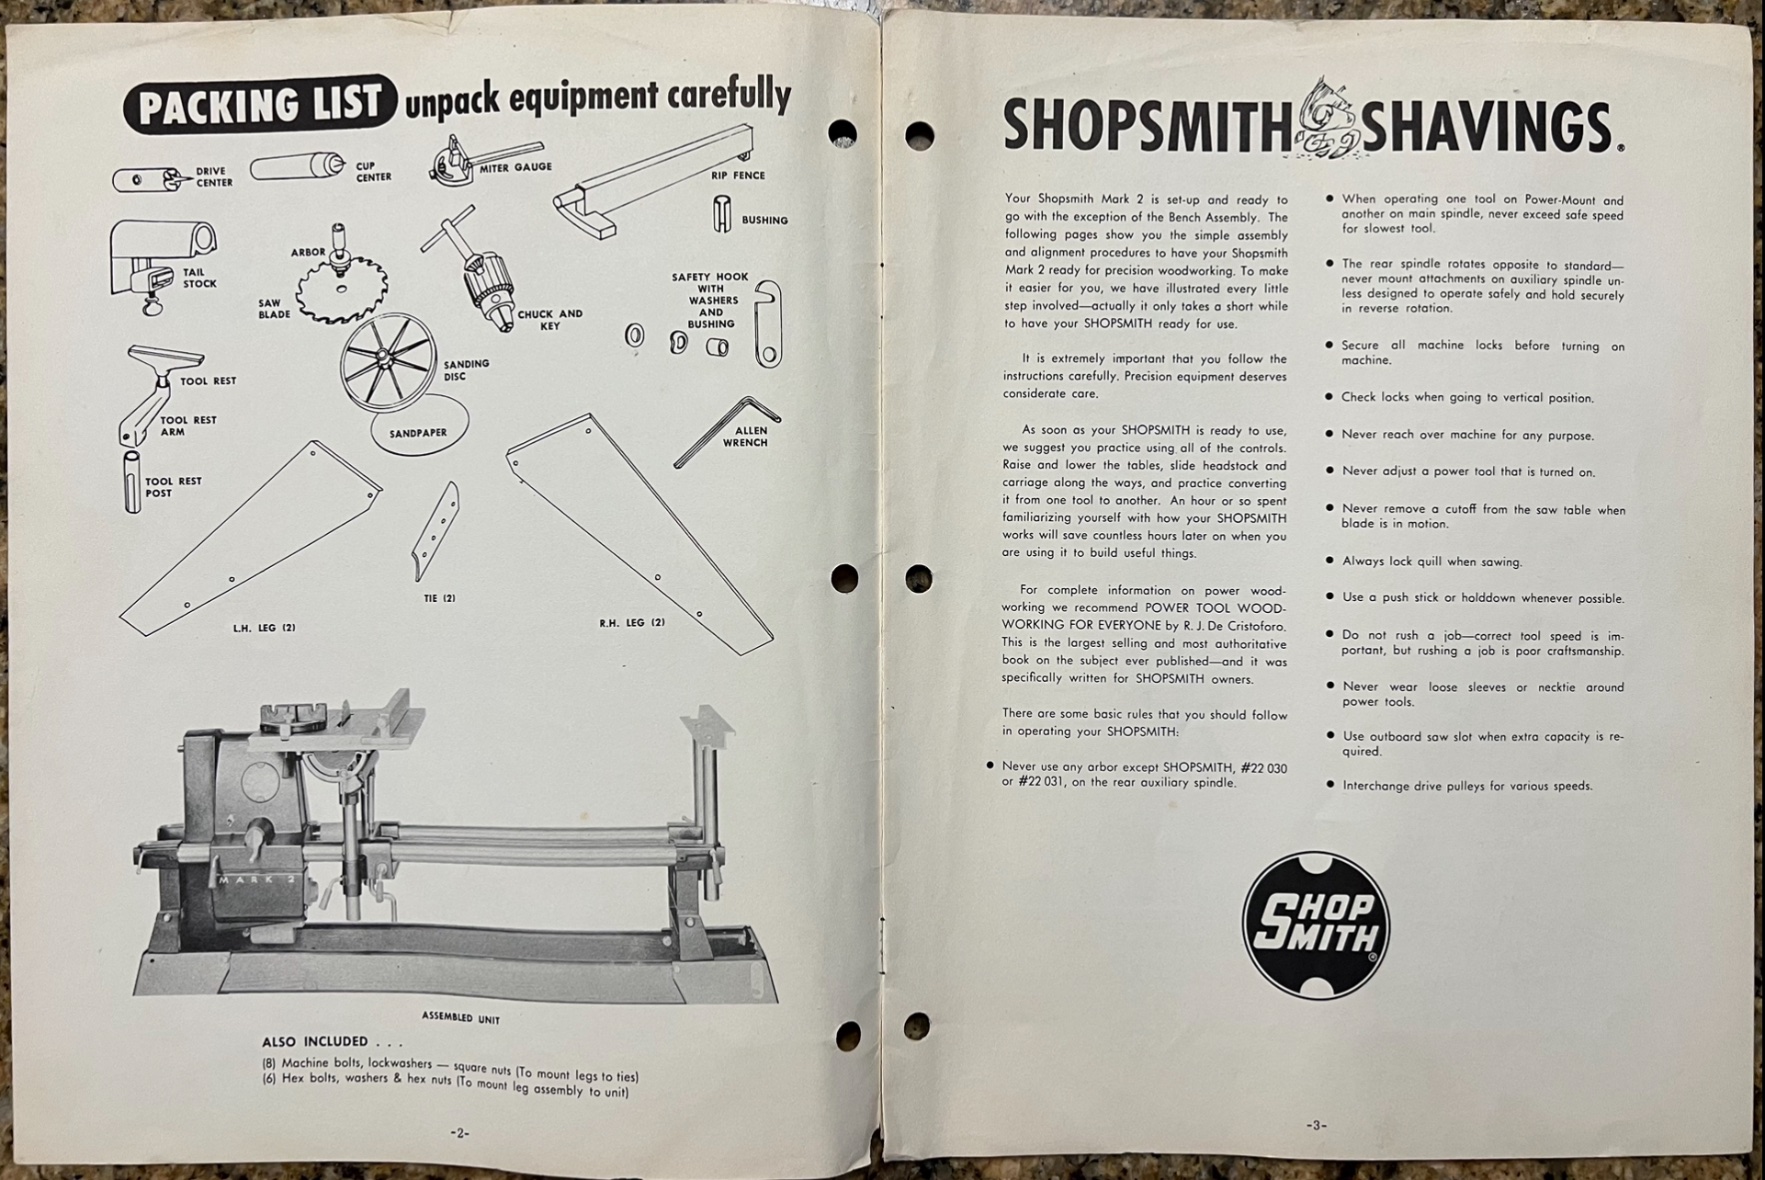 PACKING LIST unpack equipment carefully
DRIVE
CENTER
CUP
CENTER
MITER GAUGE
RIP FENCE
BUSHING
TAIL
STOCK
ARBOR
SAW
BLADE
CHUCK AND
KEY
SAFETY HOOK
WITH
WASHERS
AND
BUSHING
SANDING
DISC
TOOL REST
TOOL REST
ARM
SANDPAPER
ALLEN
WRENCH
TOOL REST
POST
TIE (2)
L.H. LEG (2)
R.H. LEG (2)
MARK 2
ASSEMBLED UNIT
ALSO INCLUDED . . .
(8) Machine bolts, lockwashers — square nuts (To mount legs to ties)
(6) Hex bolts, washers & hex nuts (To mount leg assembly to unit)
-2-
SHOPSMITH SHAVINGS®
Your Shopsmith Mark 2 is set-up and ready to
go with the exception of the Bench Assembly. The
following pages show you the simple assembly
and alignment procedures to have your Shopsmith
Mark 2 ready for precision woodworking. To make
it easier for you, we have illustrated every little
step involved—actually it only takes a short while
to have your SHOPSMITH ready for use.
It is extremely important that you follow the
instructions carefully. Precision equipment deserves
considerate care.
As soon as your SHOPSMITH is ready to use,
we suggest you practice using all of the controls.
Raise and lower the tables, slide headstock and
carriage along the ways, and practice converting
it from one tool to another. An hour or so spent
familiarizing yourself with how your SHOPSMITH
works will save countless hours later on when you
are using it to build useful things.
For complete information on power wood-
working we recommend POWER TOOL WOOD-
WORKING FOR EVERYONE by R. J. De Cristoforo.
This is the largest selling and most authoritative
book on the subject ever published—and it was
specifically written for SHOPSMITH owners.
There are some basic rules that you should follow
in operating your SHOPSMITH:
● Never use any arbor except SHOPSMITH, #22 030
or #22 031, on the rear auxiliary spindle.
● When operating one tool on Power-Mount and
another on main spindle, never exceed safe speed
for slowest tool.
● The rear spindle rotates opposite to standard—
never mount attachments on auxiliary spindle un-
less designed to operate safely and hold securely
in reverse rotation.
● Secure all machine locks before turning on
machine.
● Check locks when going to vertical position.
● Never reach over machine for any purpose.
● Never adjust a power tool that is turned on.
● Never remove a cutoff from the saw table when
blade is in motion.
● Always lock quill when sawing.
● Use a push stick or holddown whenever possible.
● Do not rush a job—correct tool speed is im-
portant, but rushing a job is poor craftsmanship.
● Never wear loose sleeves or necktie around
power tools.
● Use outboard saw slot when extra capacity is re-
quired.
● Interchange drive pulleys for various speeds.
SHOP
SMITH®
-3-